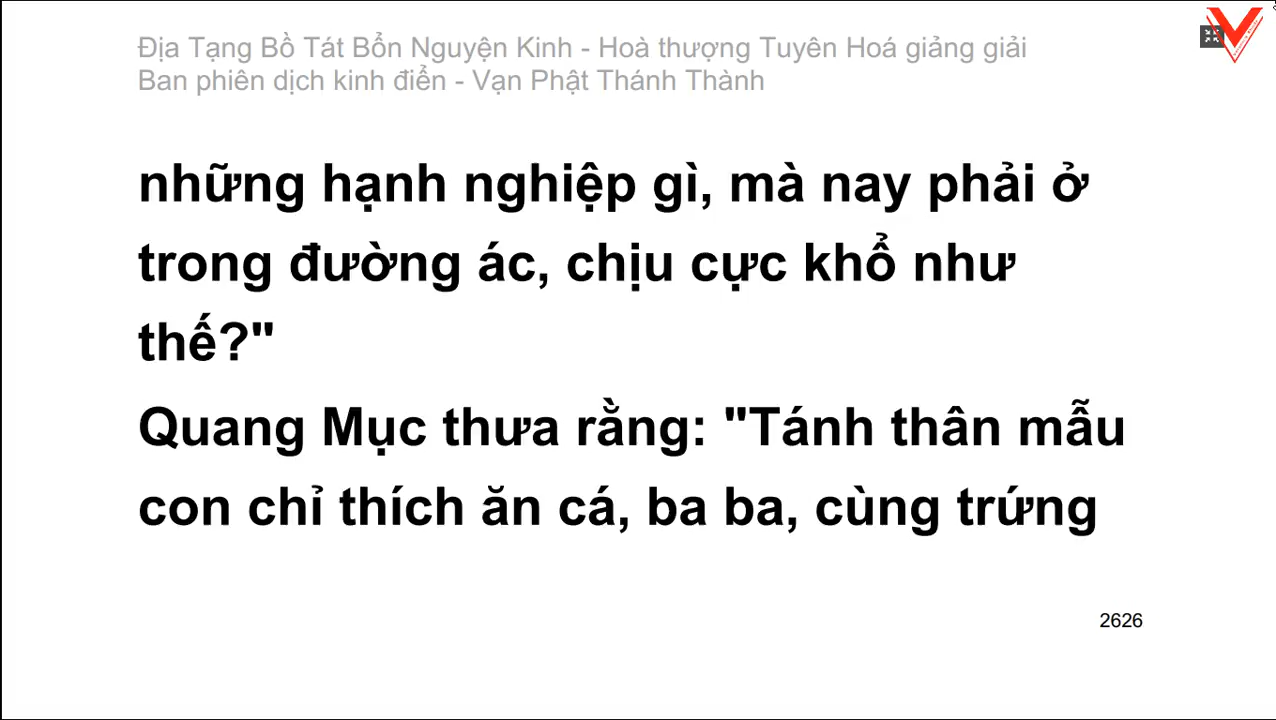 Địa Tạng Bồ Tát Bổn Nguyện Kinh - Hoà thượng Tuyên Hoá giảng giải
Ban phiên dịch kinh điển - Vạn Phật Thánh Thành
những hạnh nghiệp gì, mà nay phải ở
trong đường ác, chịu cực khổ như
thế?"
Quang Mục thưa rằng: "Tánh thân mẫu
con chỉ thích ăn cá, ba ba, cùng trứng
2626